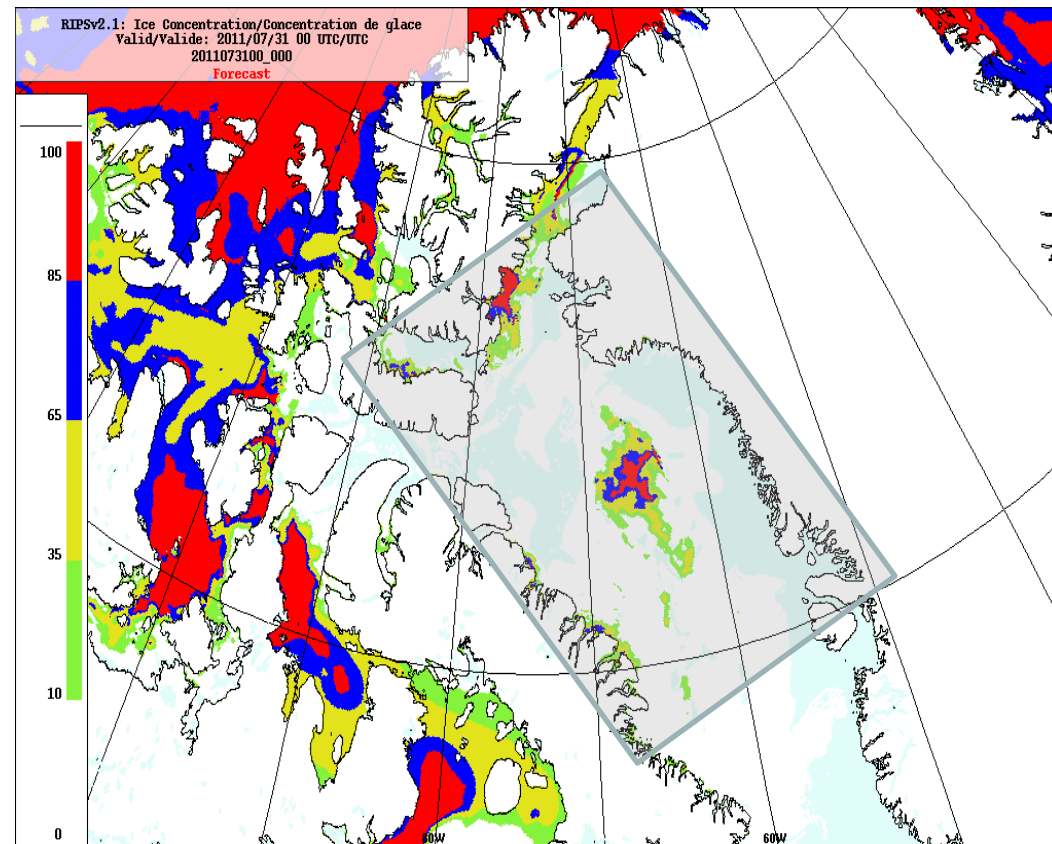 RIPSv2.1: Ice Concentration/Concentration de glace
Valid/Valide: 2011/07/31 00 UTC/UTC
2011073100_000
Forecast
100
85
65
35
10
0
80W
60W